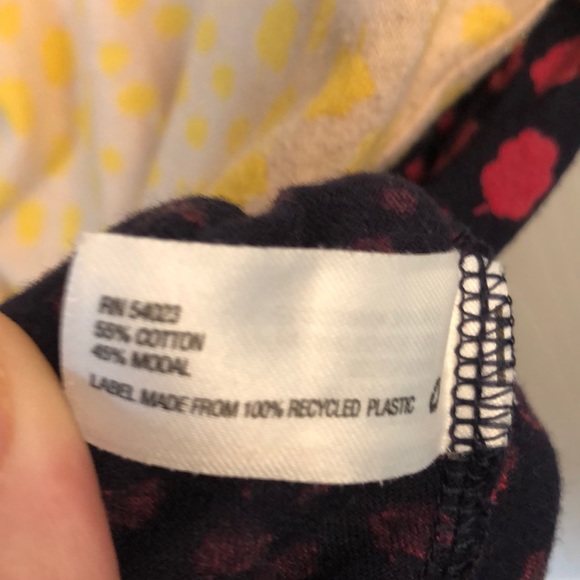 RN 54023
55% COTTON
45% MODAL
LABEL MADE FROM 100% RECYCLED PLASTIC